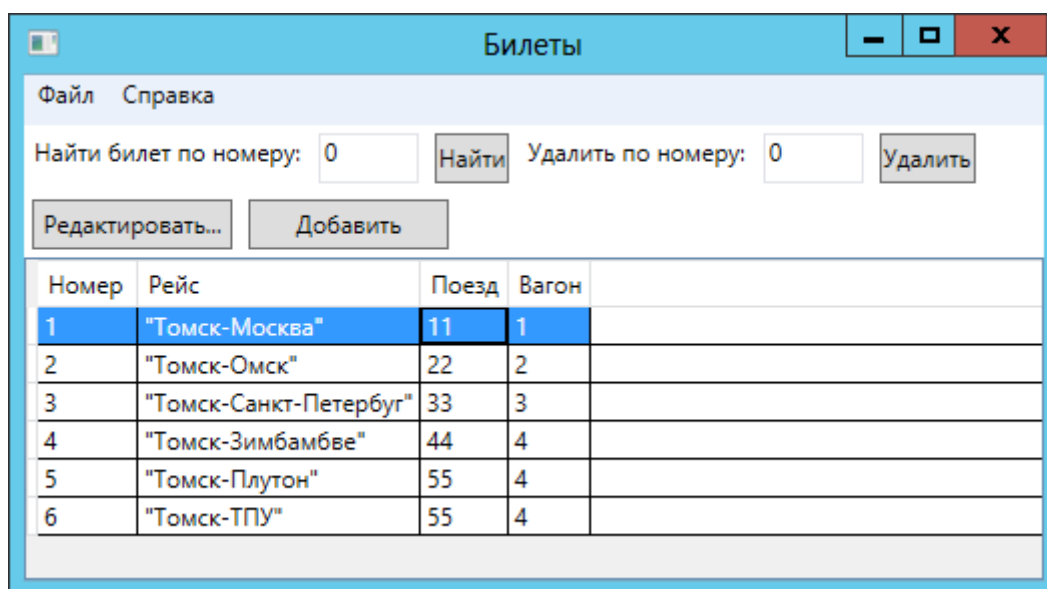 Билеты
Файл Справка
Найти билет по номеру: 0 Найти Удалить по номеру: 0 Удалить
Редактировать... Добавить
Номер Рейс Поезд Вагон
1 "Томск-Москва" 11 1
2 "Томск-Омск" 22 2
3 "Томск-Санкт-Петербуг" 33 3
4 "Томск-Зимбамбве" 44 4
5 "Томск-Плутон" 55 4
6 "Томск-ТПУ" 55 4